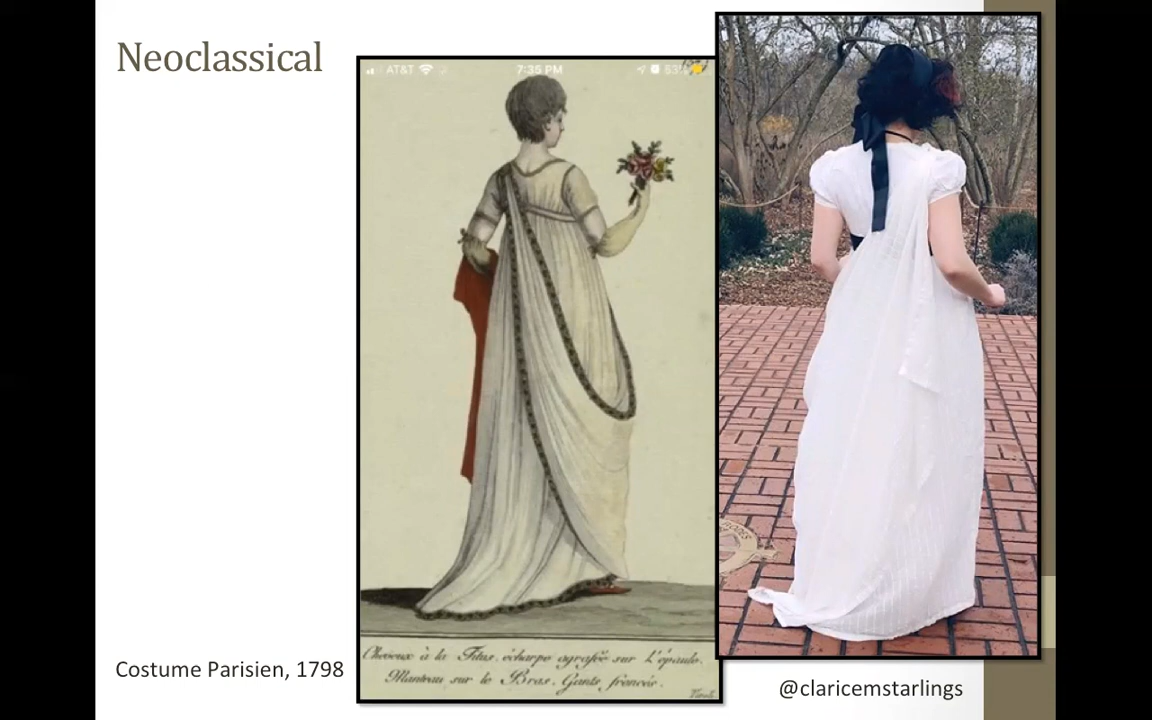 Neoclassical
AT&T 7:35 PM
Cheveux à la Titus. écharpe agrafée sur L'épaule.
Manteau sur le Bras. Gants froncés.
Costume Parisien, 1798
@claricemstarlings